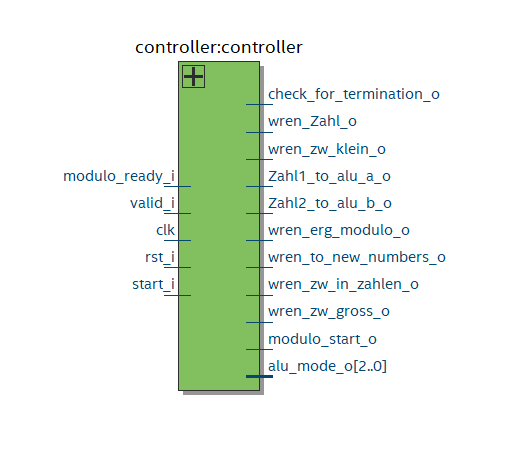 controller:controller
check_for_termination_o
wren_Zahl_o
wren_zw_klein_o
modulo_ready_i
Zahl1_to_alu_a_o
valid_i
Zahl2_to_alu_b_o
clk
wren_erg_modulo_o
rst_i
wren_to_new_numbers_o
start_i
wren_zw_in_zahlen_o
wren_zw_gross_o
modulo_start_o
alu_mode_o[2..0]